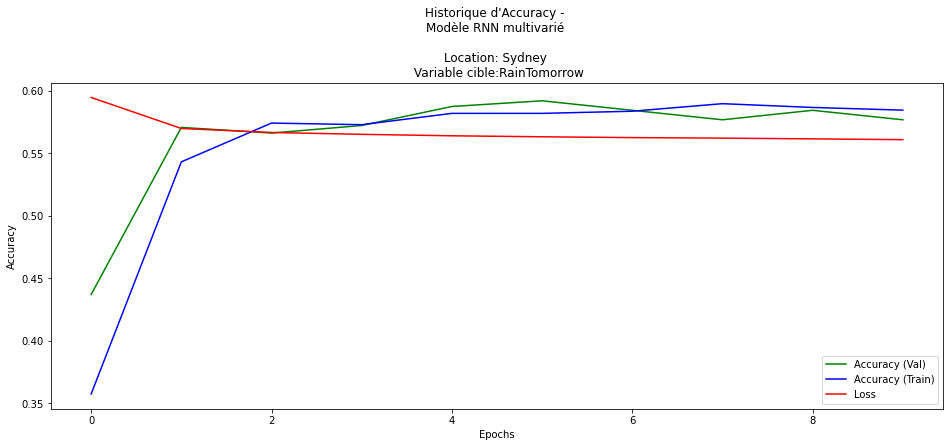 Historique d'Accuracy -
Modèle RNN multivarié
Location: Sydney
Variable cible:RainTomorrow
Accuracy
0.60
0.55
0.50
0.45
0.40
0.35
0 2 4 6 8
Epochs
Accuracy (Val)
Accuracy (Train)
Loss